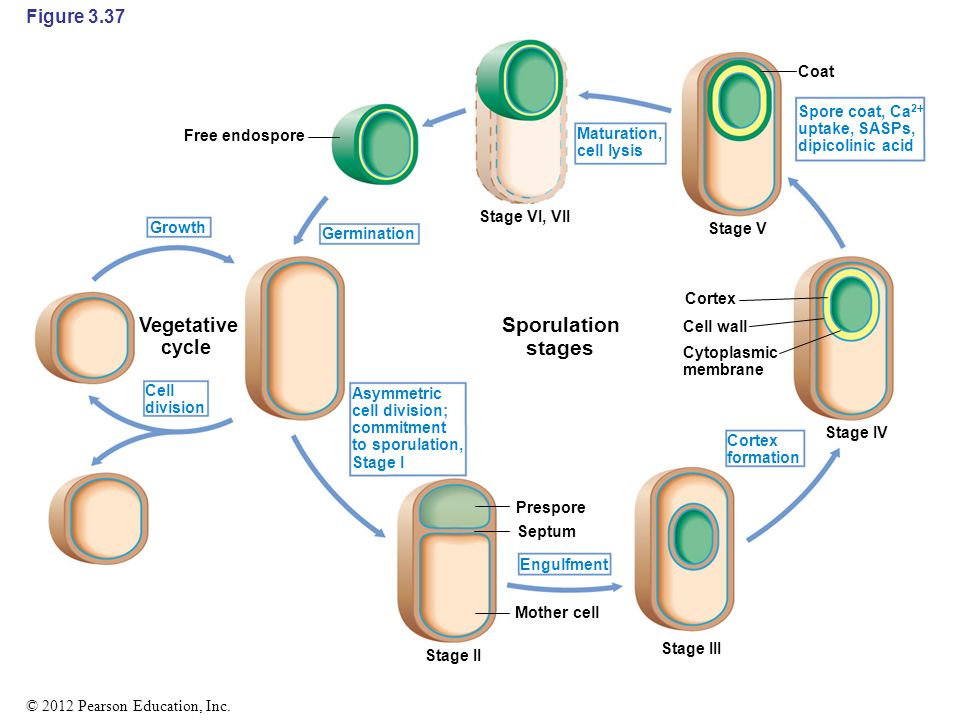 Figure 3.37
Coat
Spore coat, Ca2+
uptake, SASPs,
dipicolinic acid
Free endospore
Maturation,
cell lysis
Stage VI, VII
Stage V
Growth
Germination
Cortex
Cell wall
Cytoplasmic
membrane
Vegetative
cycle
Sporulation
stages
Cell
division
Asymmetric
cell division;
commitment
to sporulation,
Stage I
Stage IV
Cortex
formation
Prespore
Septum
Engulfment
Mother cell
Stage II
Stage III
© 2012 Pearson Education, Inc.